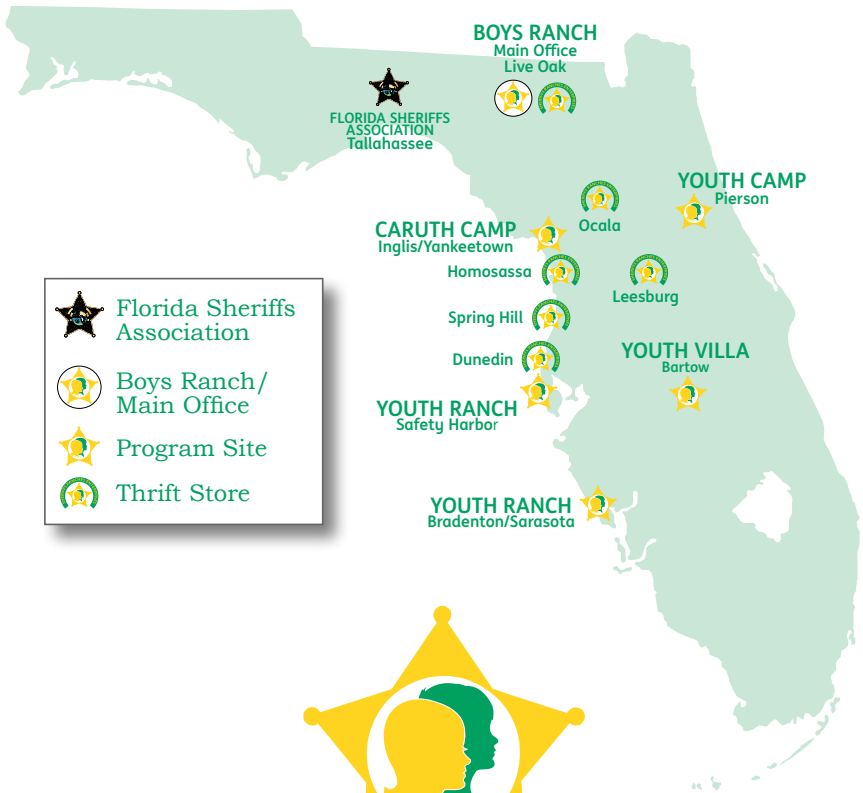 BOYS RANCH
Main Office
Live Oak
FLORIDA SHERIFFS
ASSOCIATION
Tallahassee
YOUTH CAMP
Pierson
Ocala
CARUTH CAMP
Inglis/Yankeetown
Homosassa
Leesburg
Spring Hill
Dunedin
YOUTH VILLA
Bartow
YOUTH RANCH
Safety Harbor
YOUTH RANCH
Bradenton/Sarasota
Florida Sheriffs
Association
Boys Ranch/
Main Office
Program Site
Thrift Store